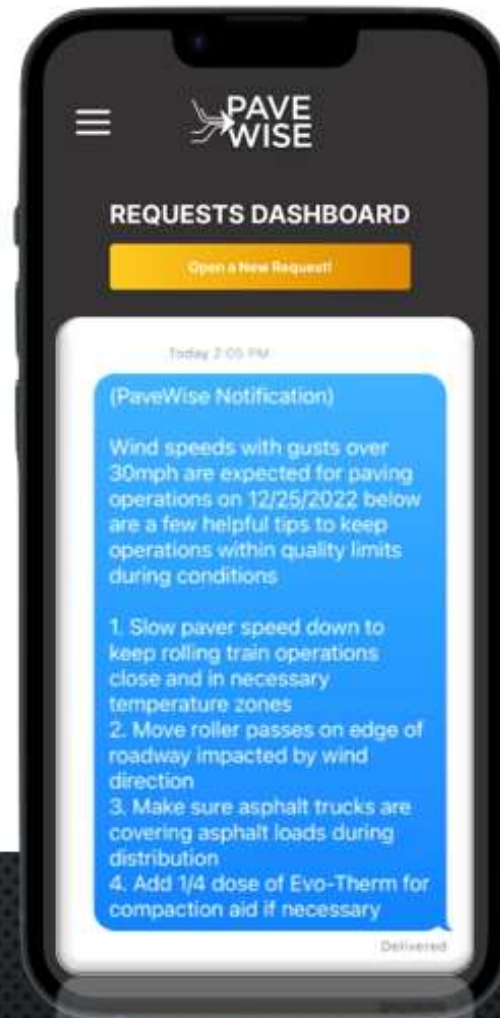 PAVE
WISE
REQUESTS DASHBOARD
Open a New Request!
Today 2:05 PM
(PaveWise Notification)
Wind speeds with gusts over
30mph are expected for paving
operations on 12/25/2022 below
are a few helpful tips to keep
operations within quality limits
during conditions
1. Slow paver speed down to
keep rolling train operations
close and in necessary
temperature zones
2. Move roller passes on edge of
roadway impacted by wind
direction
3. Make sure asphalt trucks are
covering asphalt loads during
distribution
4. Add 1/4 dose of Evo-Therm for
compaction aid if necessary
Delivered